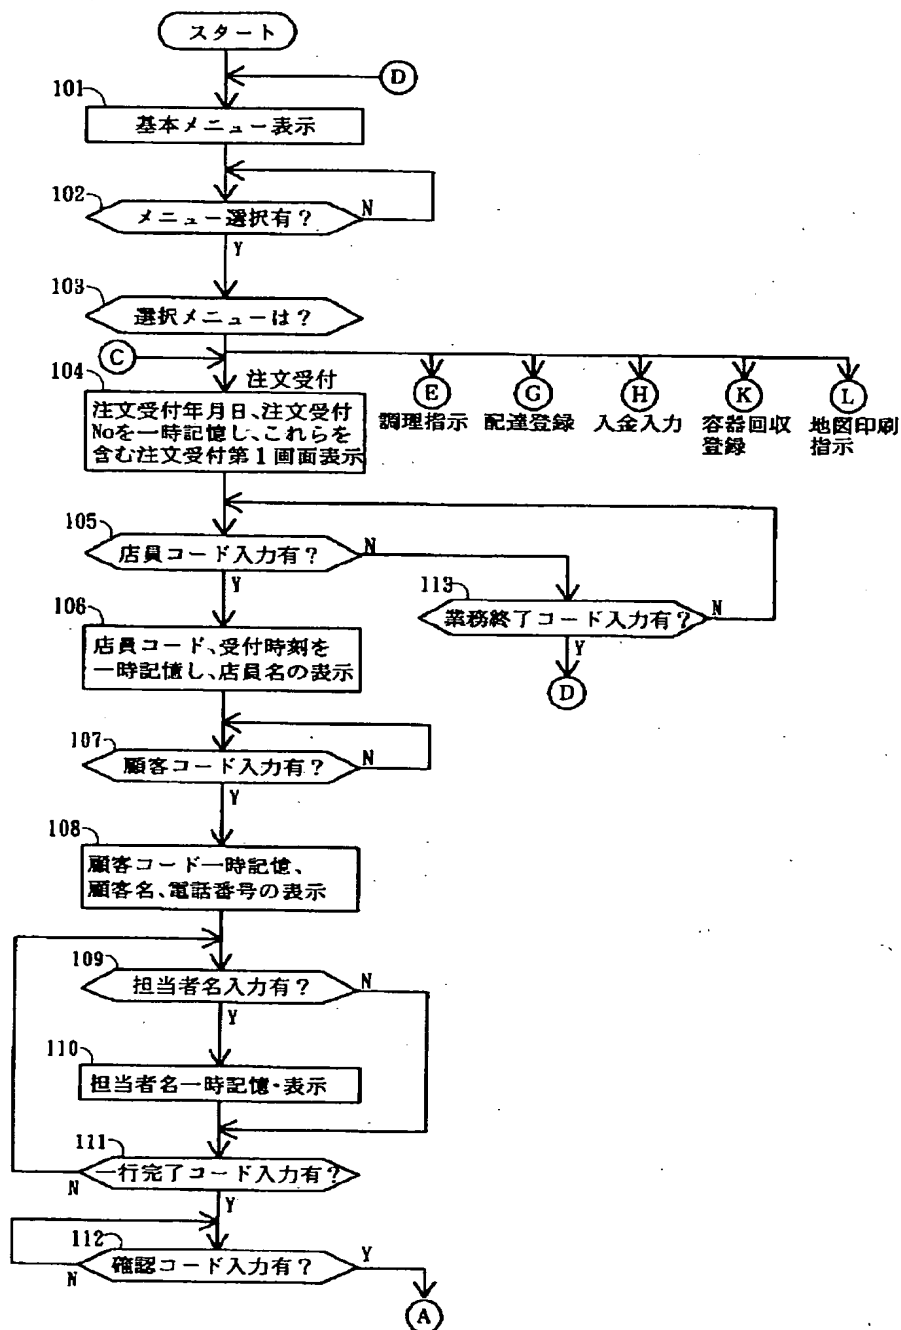 スタート
D
101
基本メニュー表示
102
メニュー選択有?
N
Y
103
選択メニューは?
C
104
注文受付
注文受付年月日、注文受付
Noを一時記憶し、これらを
含む注文受付第1画面表示
E
調理指示
G
配達登録
H
入金入力
K
容器回収
登録
L
地図印刷
指示
105
店員コード入力有?
N
Y
113
業務終了コード入力有?
N
Y
D
106
店員コード、受付時刻を
一時記憶し、店員名の表示
107
顧客コード入力有?
N
Y
108
顧客コード一時記憶、
顧客名、電話番号の表示
109
担当者名入力有?
N
Y
110
担当者名一時記憶・表示
111
一行完了コード入力有?
N
Y
112
確認コード入力有?
N
Y
A